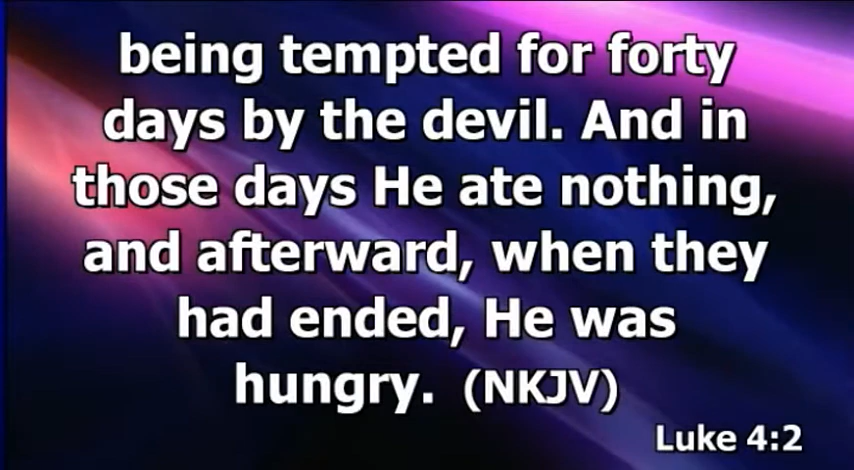 being tempted for forty
days by the devil. And in
those days He ate nothing,
and afterward, when they
had ended, He was
hungry. (NKJV)
Luke 4:2